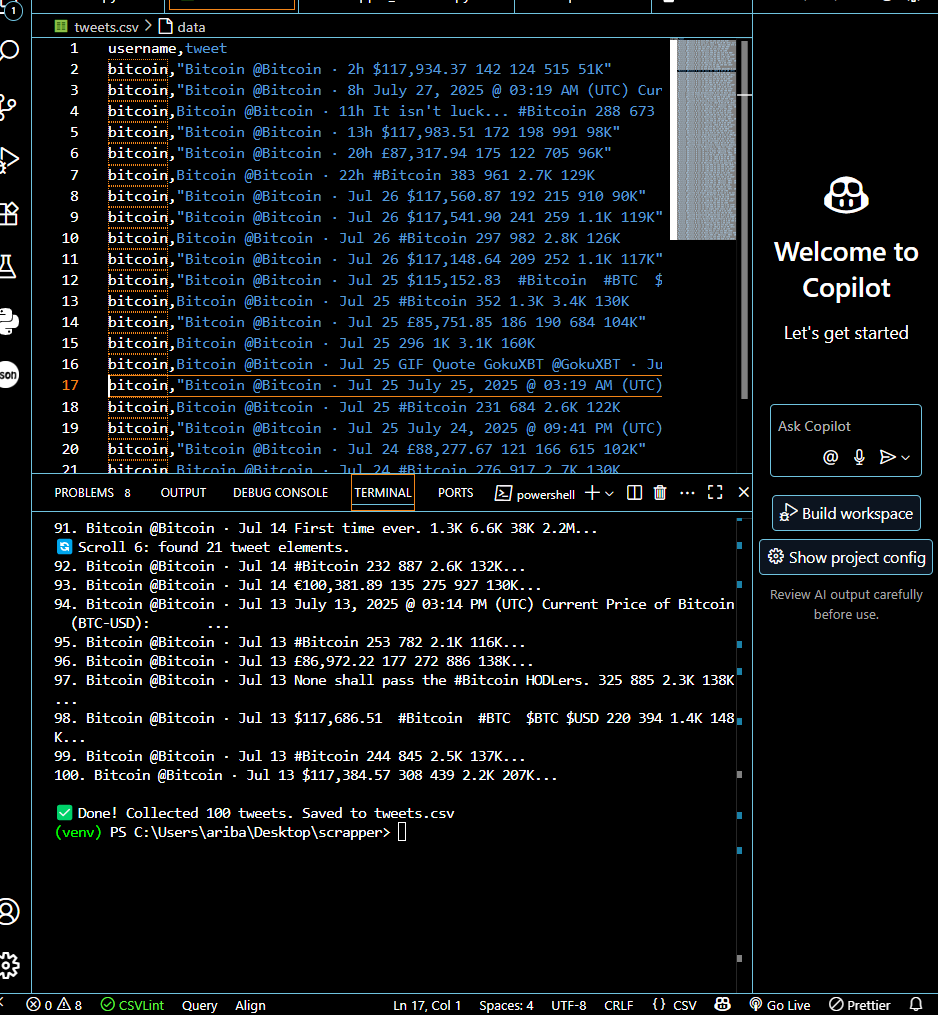 1
tweets.csv > data
1 username,tweet
2 bitcoin,"Bitcoin @Bitcoin · 2h $117,934.37 142 124 515 51K"
3 bitcoin,"Bitcoin @Bitcoin · 8h July 27, 2025 @ 03:19 AM (UTC) Cur
4 bitcoin,Bitcoin @Bitcoin · 11h It isn't luck... #Bitcoin 288 673
5 bitcoin,"Bitcoin @Bitcoin · 13h $117,983.51 172 198 991 98K"
6 bitcoin,"Bitcoin @Bitcoin · 20h £87,317.94 175 122 705 96K"
7 bitcoin,Bitcoin @Bitcoin · 22h #Bitcoin 383 961 2.7K 129K
8 bitcoin,"Bitcoin @Bitcoin · Jul 26 $117,560.87 192 215 910 90K"
9 bitcoin,"Bitcoin @Bitcoin · Jul 26 $117,541.90 241 259 1.1K 119K"
10 bitcoin,Bitcoin @Bitcoin · Jul 26 #Bitcoin 297 982 2.8K 126K
11 bitcoin,"Bitcoin @Bitcoin · Jul 26 $117,148.64 209 252 1.1K 117K"
12 bitcoin,"Bitcoin @Bitcoin · Jul 25 $115,152.83  #Bitcoin  #BTC  $
13 bitcoin,Bitcoin @Bitcoin · Jul 25 #Bitcoin 352 1.3K 3.4K 130K
14 bitcoin,"Bitcoin @Bitcoin · Jul 25 £85,751.85 186 190 684 104K"
15 bitcoin,Bitcoin @Bitcoin · Jul 25 296 1K 3.1K 160K
16 bitcoin,Bitcoin @Bitcoin · Jul 25 GIF Quote GokuXBT @GokuXBT · Ju
17 bitcoin,"Bitcoin @Bitcoin · Jul 25 July 25, 2025 @ 03:19 AM (UTC)
18 bitcoin,Bitcoin @Bitcoin · Jul 25 #Bitcoin 231 684 2.6K 122K
19 bitcoin,"Bitcoin @Bitcoin · Jul 25 July 24, 2025 @ 09:41 PM (UTC)
20 bitcoin,"Bitcoin @Bitcoin · Jul 24 £88,277.67 121 166 615 102K"
21 bitcoin,Bitcoin @Bitcoin · Jul 24 #Bitcoin 276 917 2.7K 130K
PROBLEMS 8 OUTPUT DEBUG CONSOLE TERMINAL PORTS powershell
91. Bitcoin @Bitcoin · Jul 14 First time ever. 1.3K 6.6K 38K 2.2M...
Scroll 6: found 21 tweet elements.
92. Bitcoin @Bitcoin · Jul 14 #Bitcoin 232 887 2.6K 132K...
93. Bitcoin @Bitcoin · Jul 14 €100,381.89 135 275 927 130K...
94. Bitcoin @Bitcoin · Jul 13 July 13, 2025 @ 03:14 PM (UTC) Current Price of Bitcoin
(BTC-USD):       ...
95. Bitcoin @Bitcoin · Jul 13 #Bitcoin 253 782 2.1K 116K...
96. Bitcoin @Bitcoin · Jul 13 £86,972.22 177 272 886 138K...
97. Bitcoin @Bitcoin · Jul 13 None shall pass the #Bitcoin HODLers. 325 885 2.3K 138K
...
98. Bitcoin @Bitcoin · Jul 13 $117,686.51  #Bitcoin  #BTC  $BTC $USD 220 394 1.4K 148
K...
99. Bitcoin @Bitcoin · Jul 13 #Bitcoin 244 845 2.5K 137K...
100. Bitcoin @Bitcoin · Jul 13 $117,384.57 308 439 2.2K 207K...
Done! Collected 100 tweets. Saved to tweets.csv
(venv) PS C:\Users\ariba\Desktop\scrapper>
Welcome to
Copilot
Let's get started
Ask Copilot
@
Build workspace
Show project config
Review AI output carefully
before use.
son
0 8 CSVLint Query Align Ln 17, Col 1 Spaces: 4 UTF-8 CRLF {} CSV Go Live Prettier